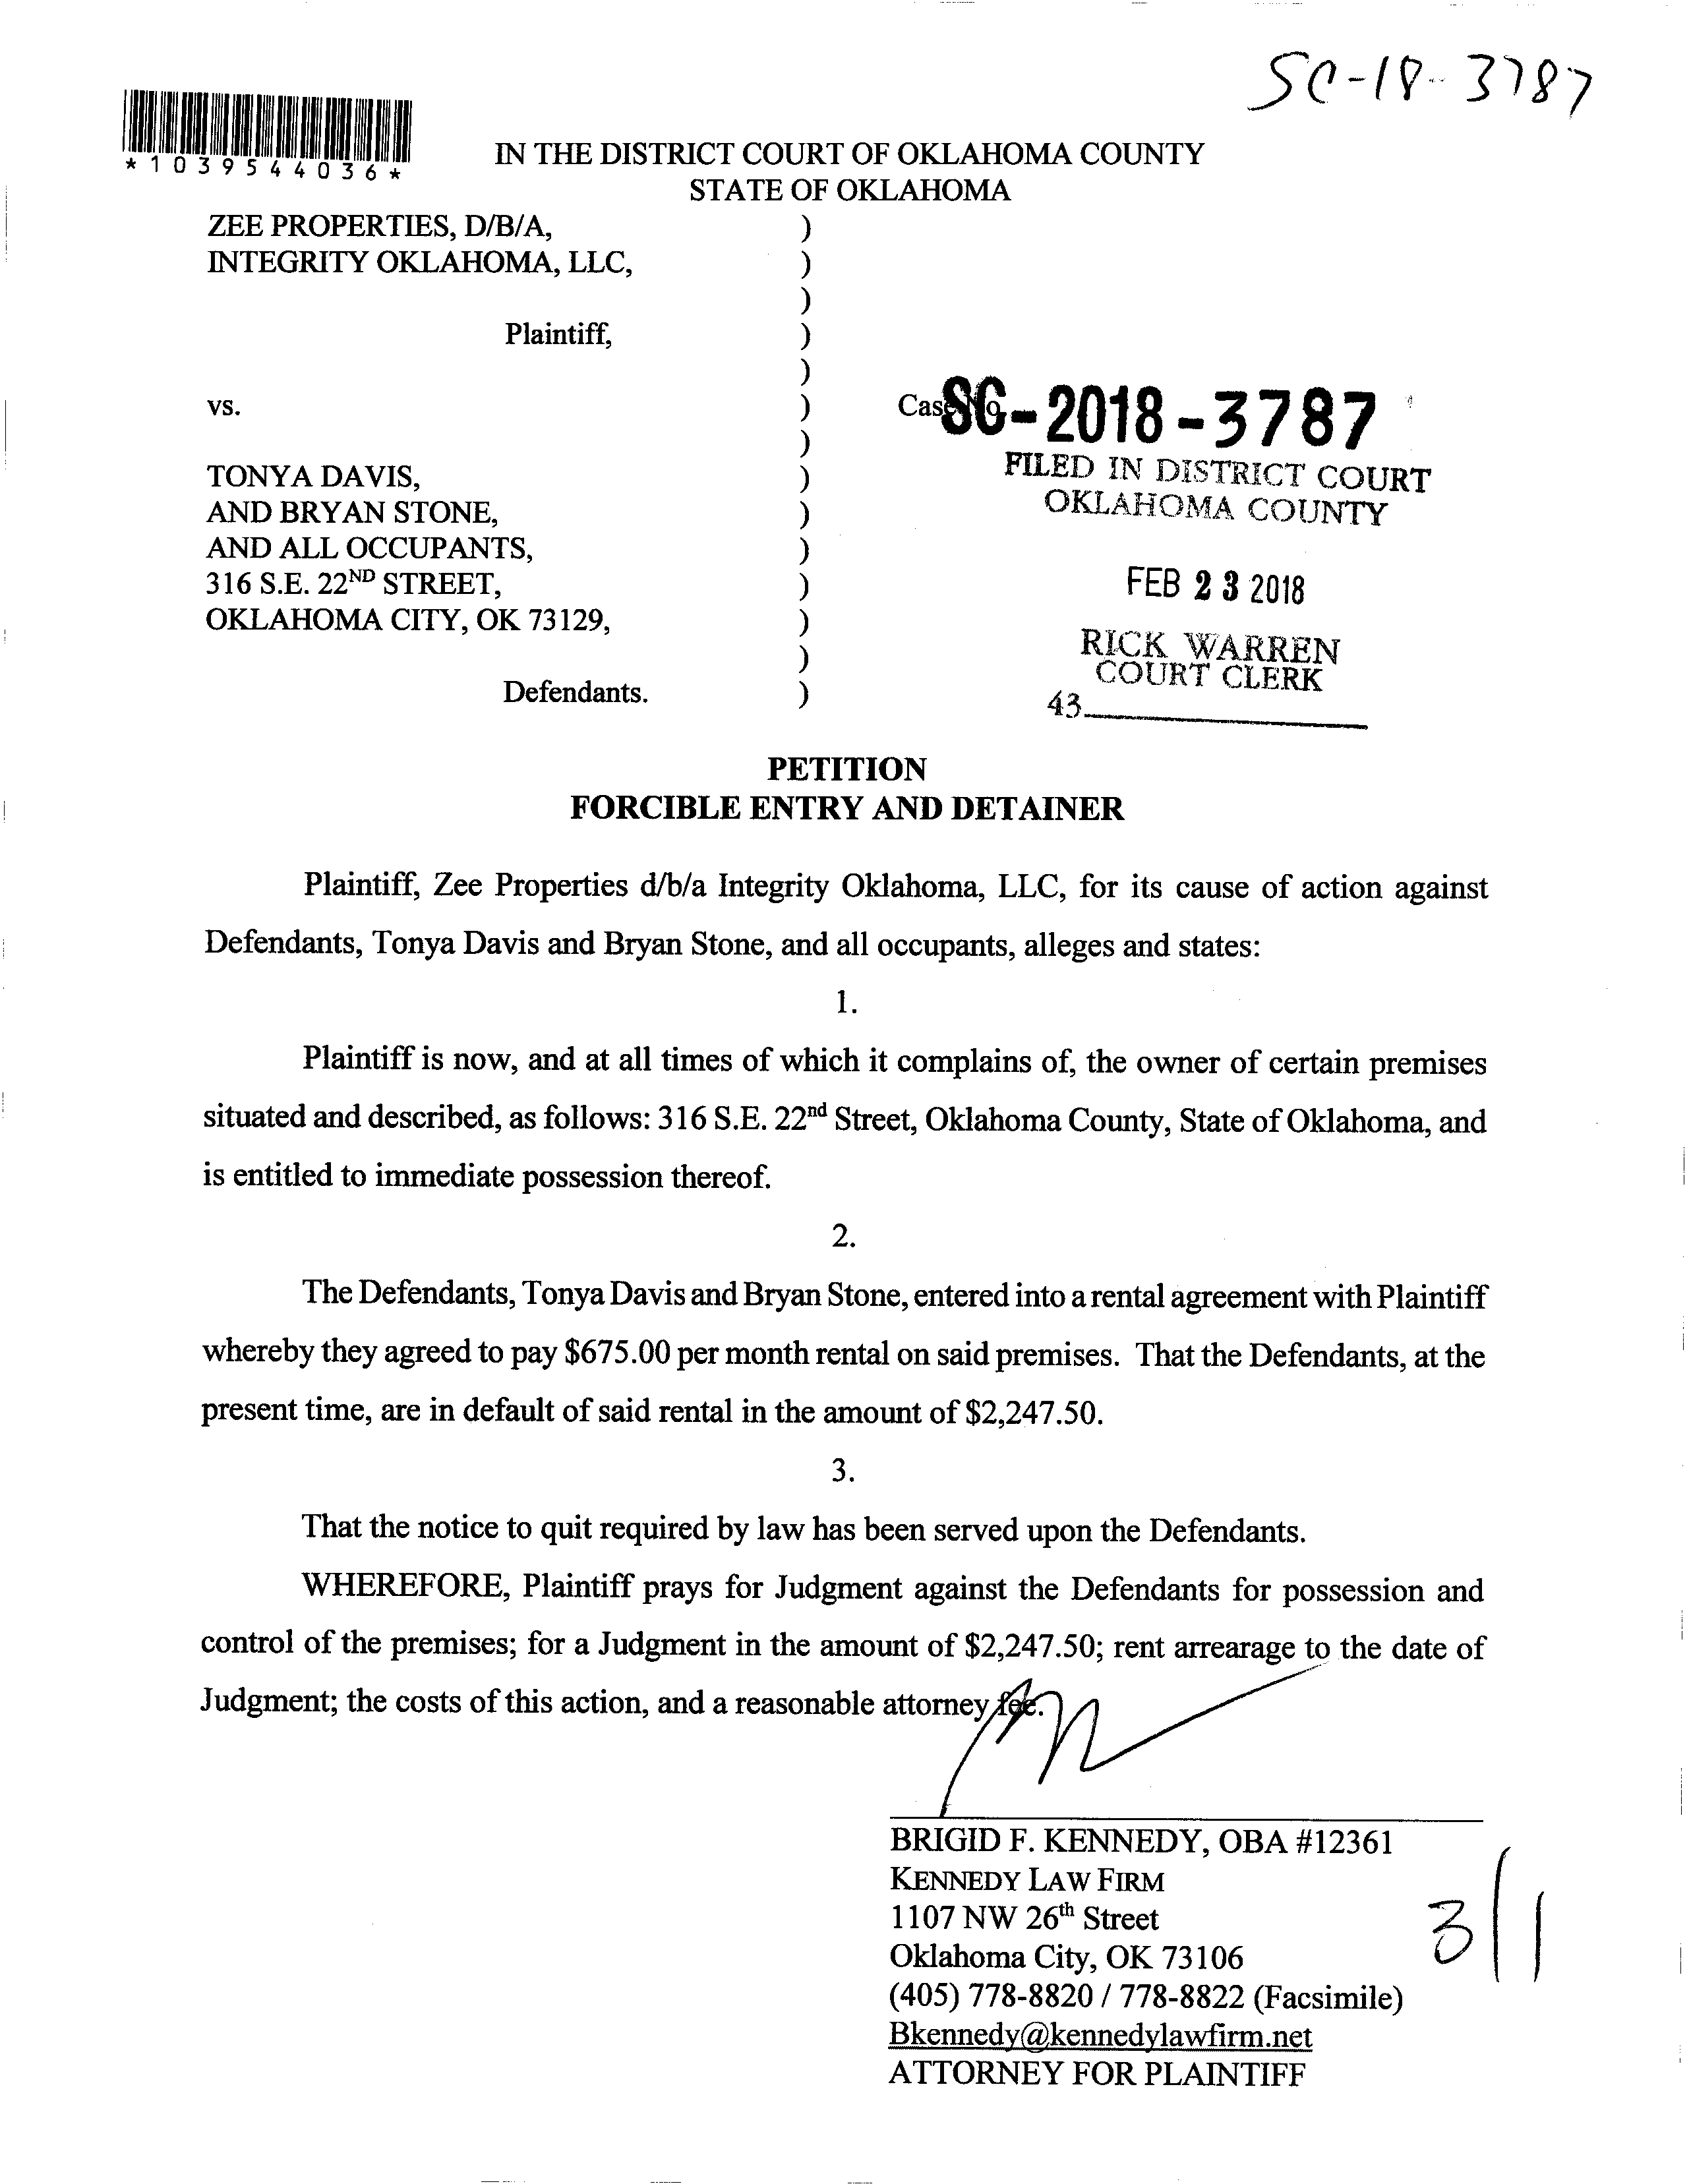 SC-18-3787
*1039544036*
IN THE DISTRICT COURT OF OKLAHOMA COUNTY
STATE OF OKLAHOMA
ZEE PROPERTIES, D/B/A, )
INTEGRITY OKLAHOMA, LLC, )
)
Plaintiff, )
)
vs. ) Case No. SC-2018-3787
)
FILED IN DISTRICT COURT
TONYA DAVIS, )
OKLAHOMA COUNTY
AND BRYAN STONE, )
AND ALL OCCUPANTS, )
316 S.E. 22ND STREET, ) FEB 23 2018
OKLAHOMA CITY, OK 73129, )
RICK WARREN
)
COURT CLERK
Defendants. )
43
PETITION
FORCIBLE ENTRY AND DETAINER
Plaintiff, Zee Properties d/b/a Integrity Oklahoma, LLC, for its cause of action against
Defendants, Tonya Davis and Bryan Stone, and all occupants, alleges and states:
1.
Plaintiff is now, and at all times of which it complains of, the owner of certain premises
situated and described, as follows: 316 S.E. 22nd Street, Oklahoma County, State of Oklahoma, and
is entitled to immediate possession thereof.
2.
The Defendants, Tonya Davis and Bryan Stone, entered into a rental agreement with Plaintiff
whereby they agreed to pay $675.00 per month rental on said premises. That the Defendants, at the
present time, are in default of said rental in the amount of $2,247.50.
3.
That the notice to quit required by law has been served upon the Defendants.
WHEREFORE, Plaintiff prays for Judgment against the Defendants for possession and
control of the premises; for a Judgment in the amount of $2,247.50; rent arrearage to the date of
Judgment; the costs of this action, and a reasonable attorney fee.
BRIGID F. KENNEDY, OBA #12361
KENNEDY LAW FIRM
1107 NW 26th Street
Oklahoma City, OK 73106
(405) 778-8820 / 778-8822 (Facsimile)
Bkennedy@kennedylawfirm.net
ATTORNEY FOR PLAINTIFF
3/1